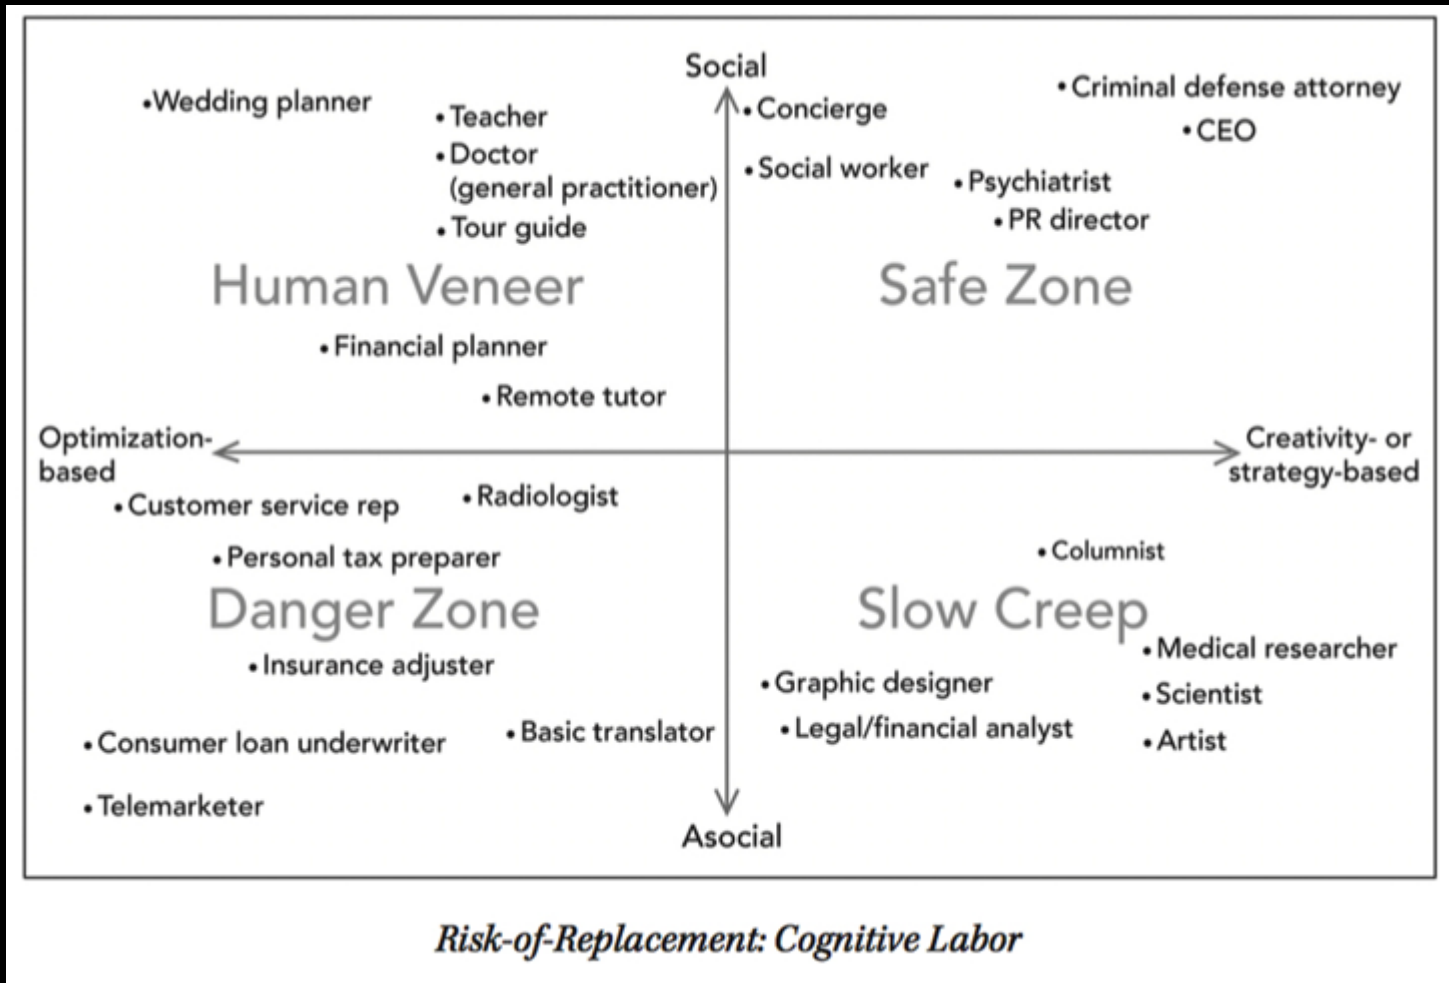 Social
•Wedding planner
•Teacher
•Doctor
(general practitioner)
•Tour guide
•Concierge
•Social worker
•Criminal defense attorney
•CEO
•Psychiatrist
•PR director
Human Veneer
Safe Zone
•Financial planner
•Remote tutor
Optimization-
based
Creativity- or
strategy-based
•Customer service rep
•Radiologist
•Personal tax preparer
Danger Zone
•Insurance adjuster
•Consumer loan underwriter
•Basic translator
•Telemarketer
•Columnist
Slow Creep
•Medical researcher
•Graphic designer
•Scientist
•Legal/financial analyst
•Artist
Asocial
Risk-of-Replacement: Cognitive Labor